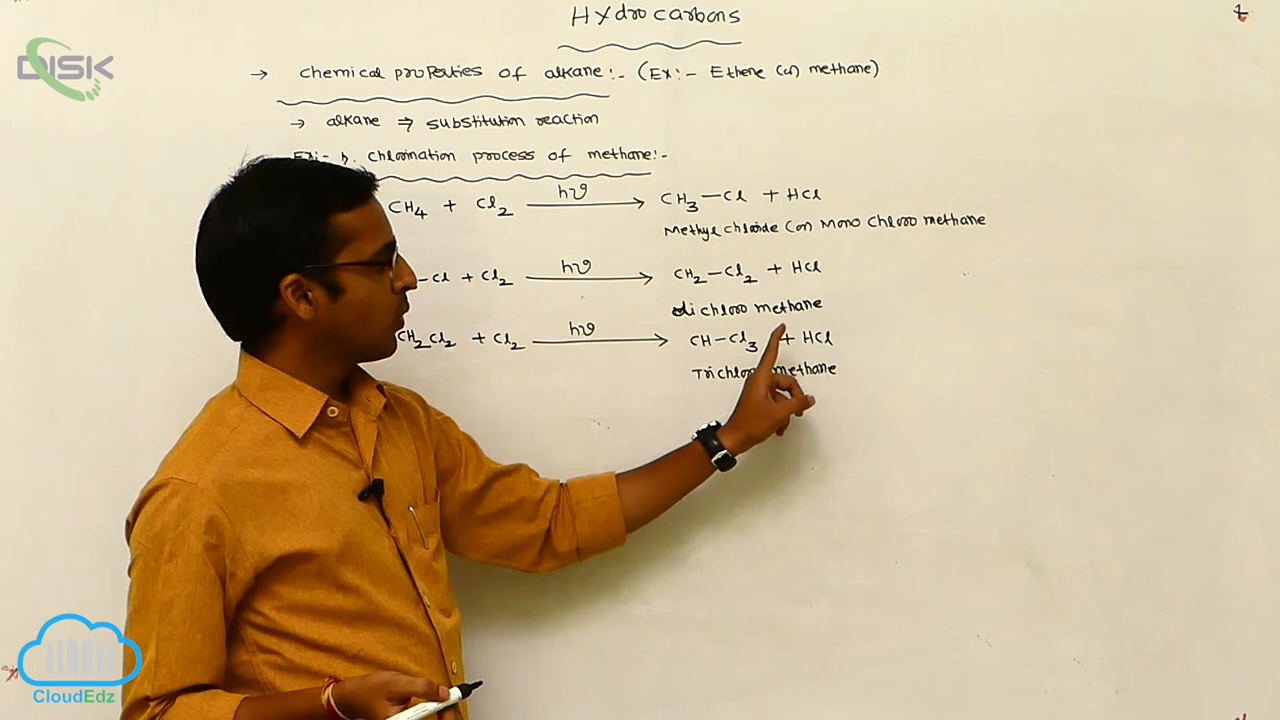 Hydrocarbons
DISK
→ chemical properties of alkane:- (Ex:- Ethene (or) methane)
→ alkane ⇒ substitution reaction
Ex:- 1. chlorination process of methane:-
CH4 + Cl2 hν → CH3-Cl + HCl
Methyl chloride (or) Mono Chloro methane
-Cl + Cl2 hν → CH2-Cl2 + HCl
dichloro methane
CH2Cl2 + Cl2 hν → CH-Cl3 + HCl
Trichloro methane
CloudEdz